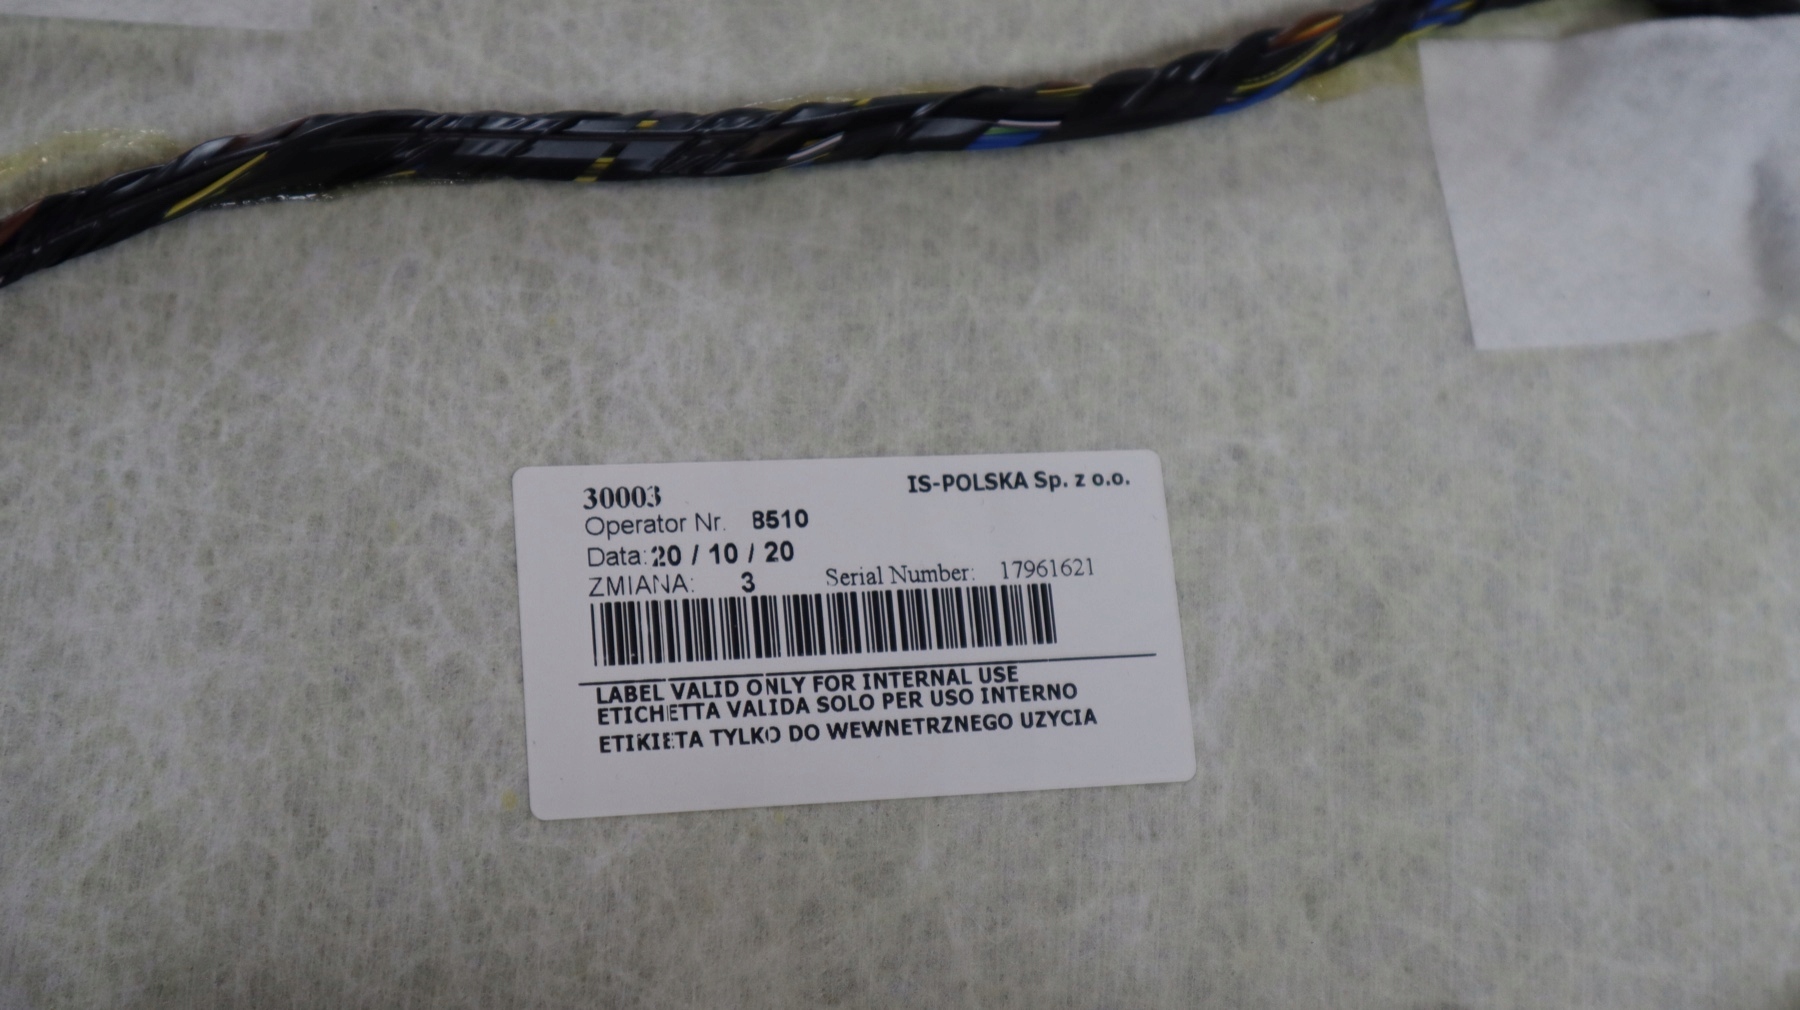 30003
IS-POLSKA Sp. z o.o.
Operator Nr. 8510
Data: 20 / 10 / 20
ZMIANA: 3
Serial Number: 17961621
LABEL VALID ONLY FOR INTERNAL USE
ETICHETTA VALIDA SOLO PER USO INTERNO
ETIKIETA TYLKO DO WEWNETRZNEGO UZYCIA